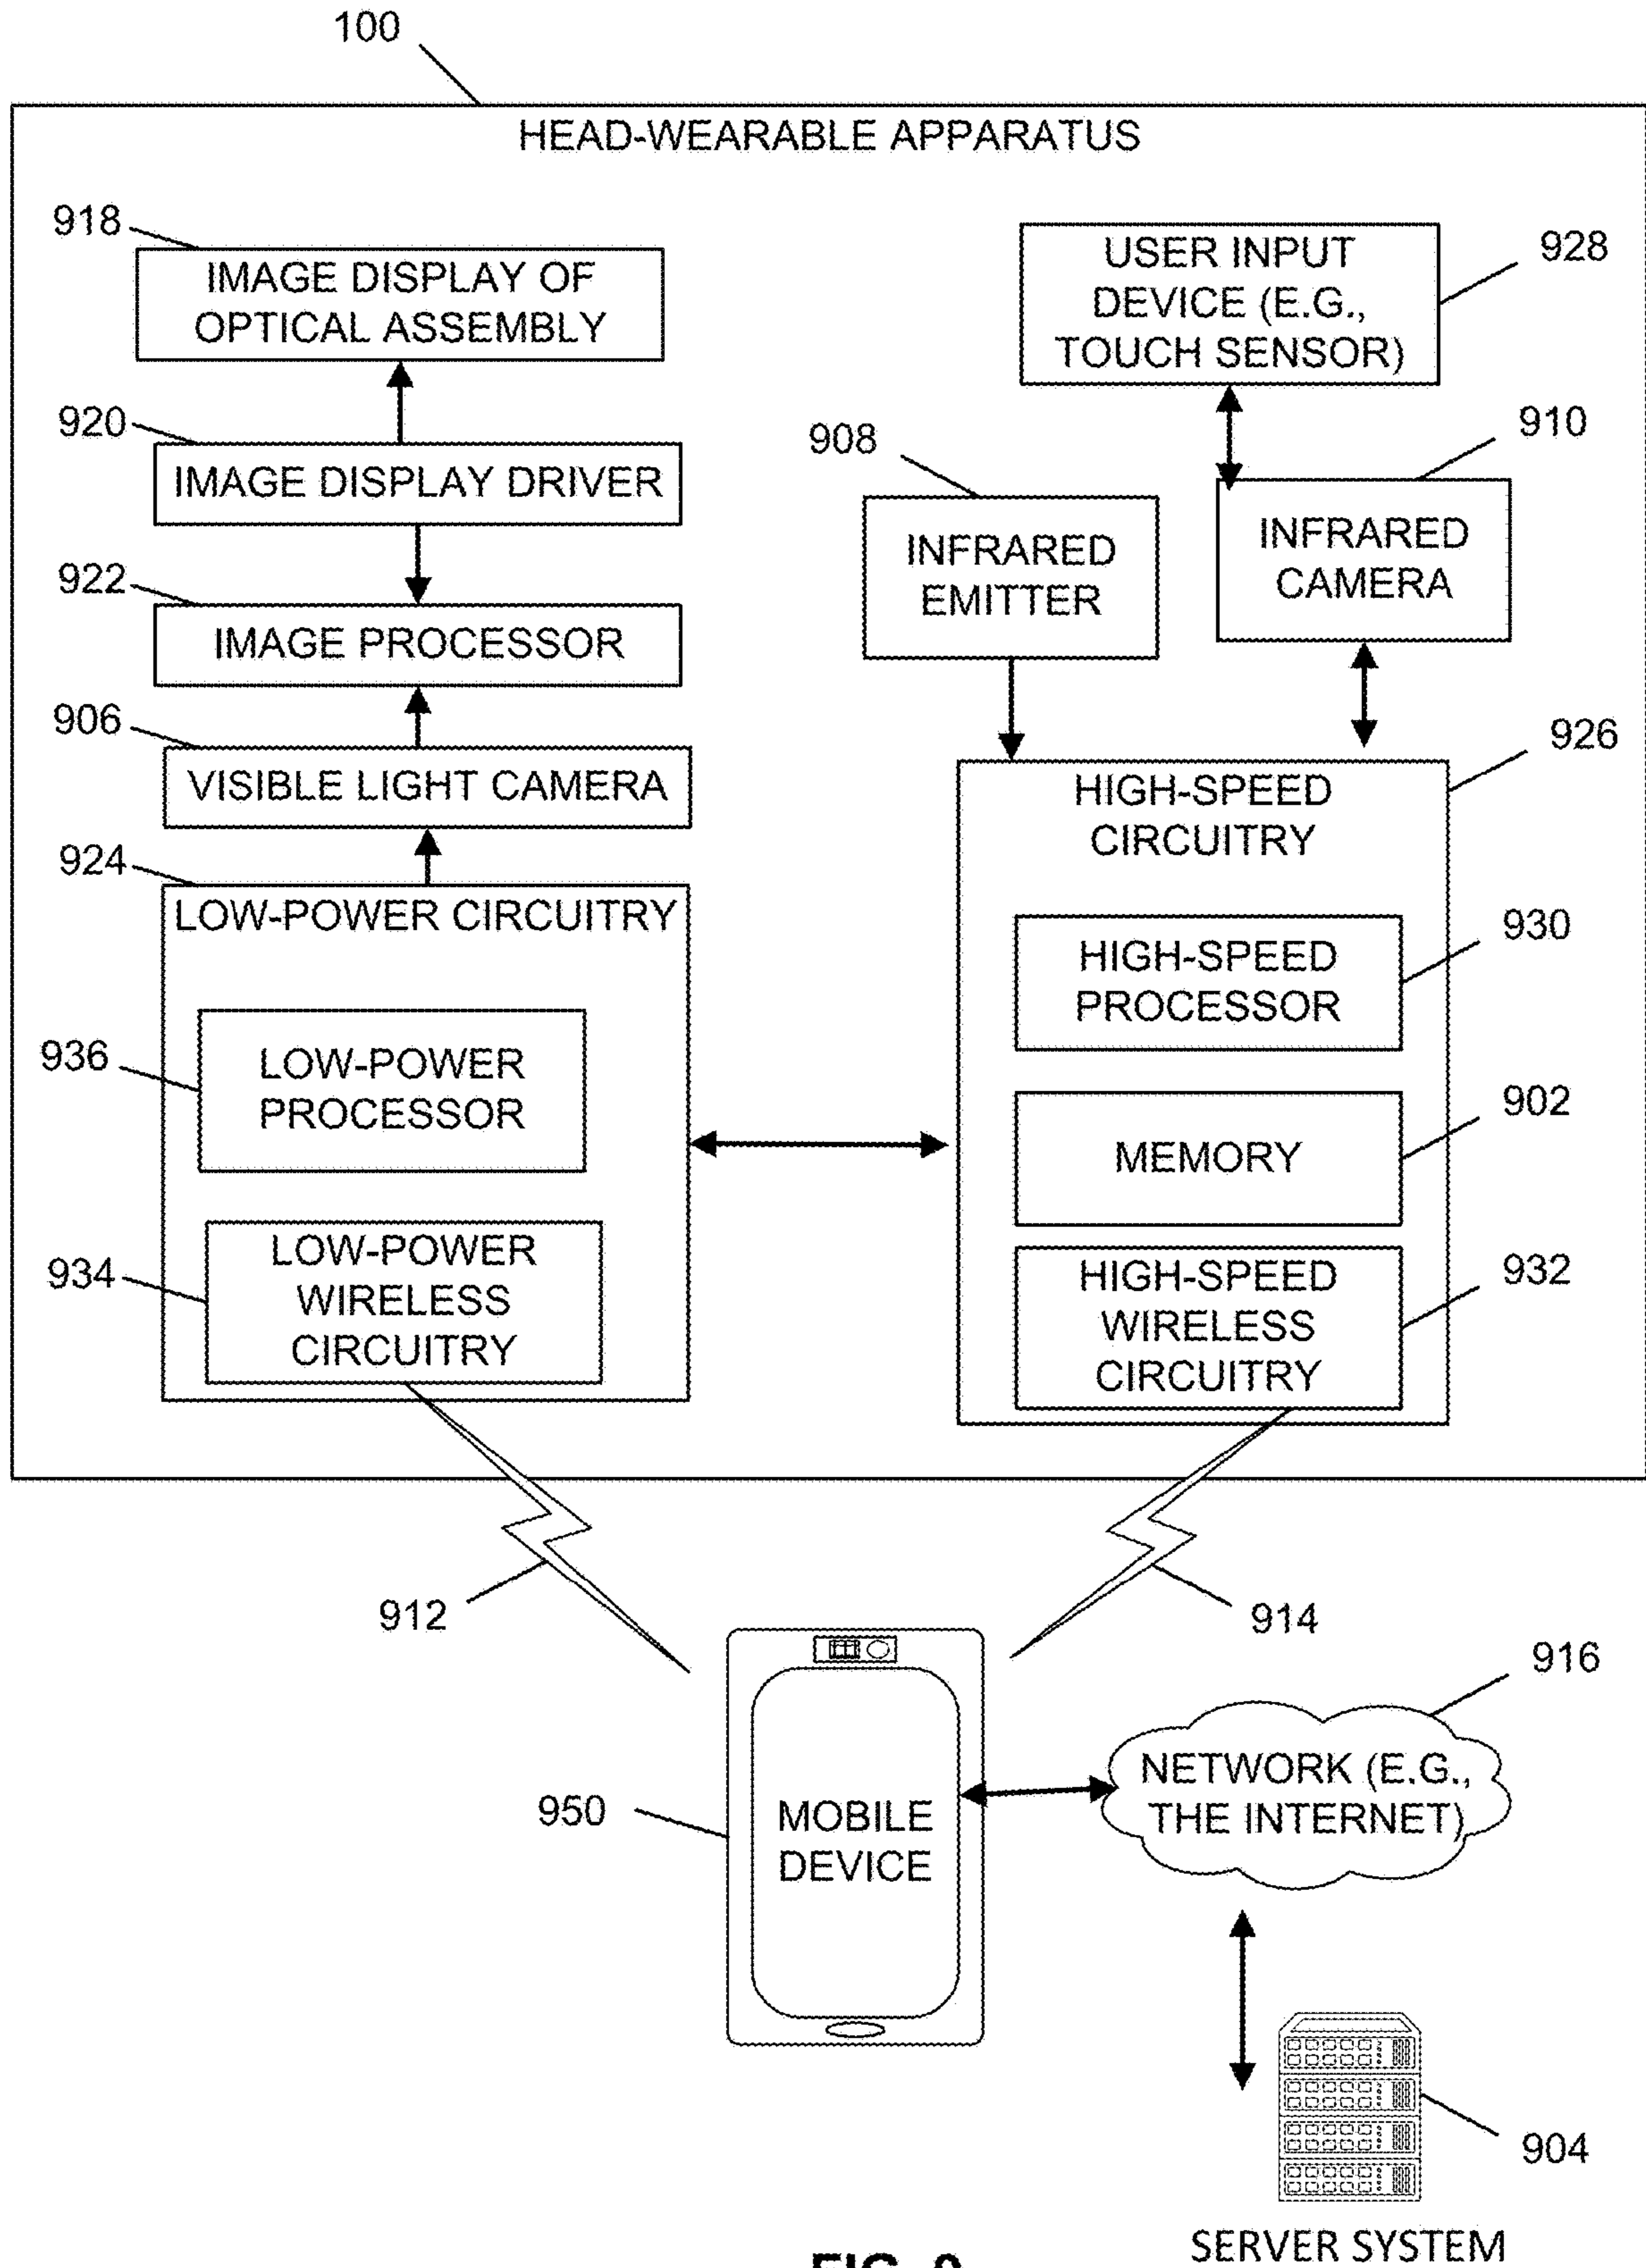 100
HEAD-WEARABLE APPARATUS
918
IMAGE DISPLAY OF
OPTICAL ASSEMBLY
920
IMAGE DISPLAY DRIVER
922
IMAGE PROCESSOR
906
VISIBLE LIGHT CAMERA
924
LOW-POWER CIRCUITRY
936
LOW-POWER
PROCESSOR
934
LOW-POWER
WIRELESS
CIRCUITRY
USER INPUT
DEVICE (E.G.,
TOUCH SENSOR)
928
908
INFRARED
EMITTER
910
INFRARED
CAMERA
926
HIGH-SPEED
CIRCUITRY
930
HIGH-SPEED
PROCESSOR
902
MEMORY
932
HIGH-SPEED
WIRELESS
CIRCUITRY
912
914
916
NETWORK (E.G.,
THE INTERNET)
950
MOBILE
DEVICE
904
SERVER SYSTEM
FIG. 9